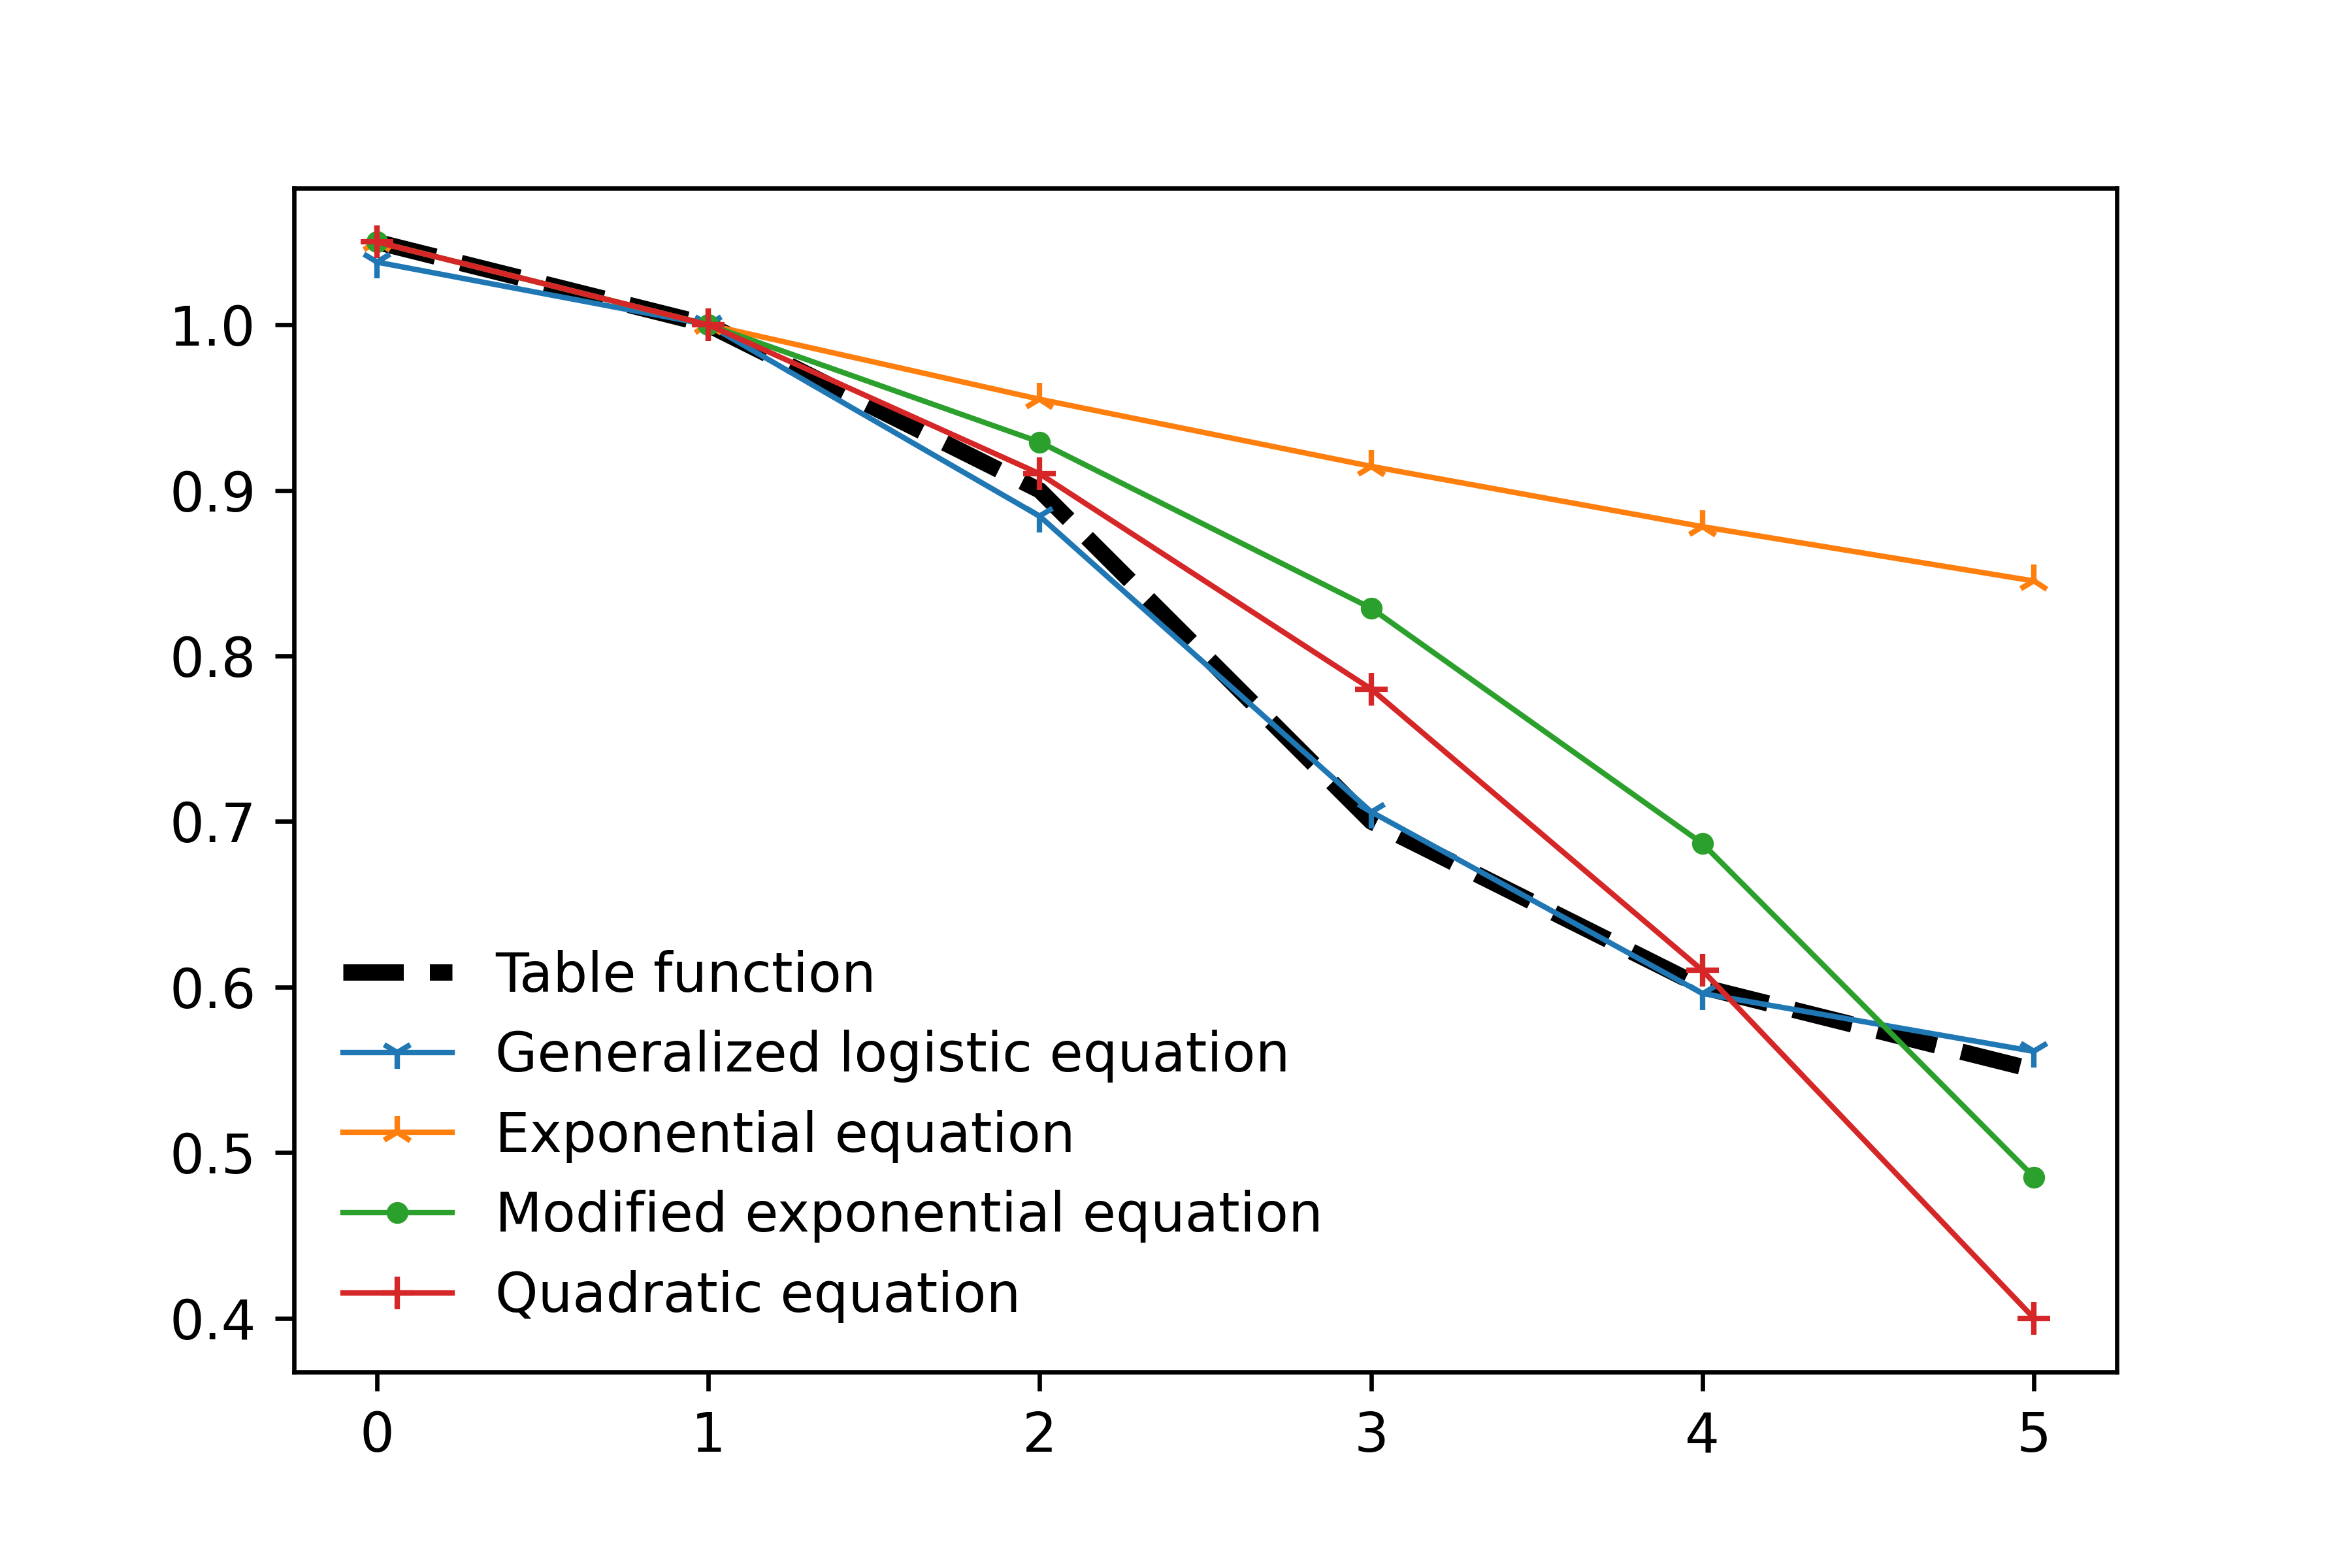 1.0
0.9
0.8
0.7
0.6
0.5
0.4
Table function
Generalized logistic equation
Exponential equation
Modified exponential equation
Quadratic equation
0 1 2 3 4 5